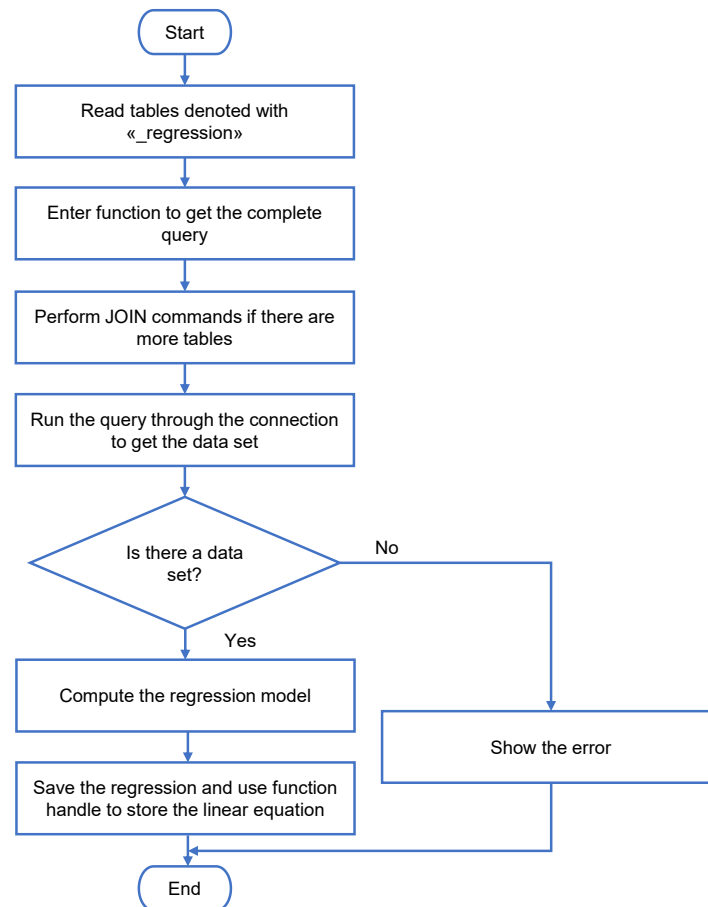 Start
Read tables denoted with
«_regression»
Enter function to get the complete
query
Perform JOIN commands if there are
more tables
Run the query through the connection
to get the data set
Is there a data
set?
No
Yes
Compute the regression model
Show the error
Save the regression and use function
handle to store the linear equation
End